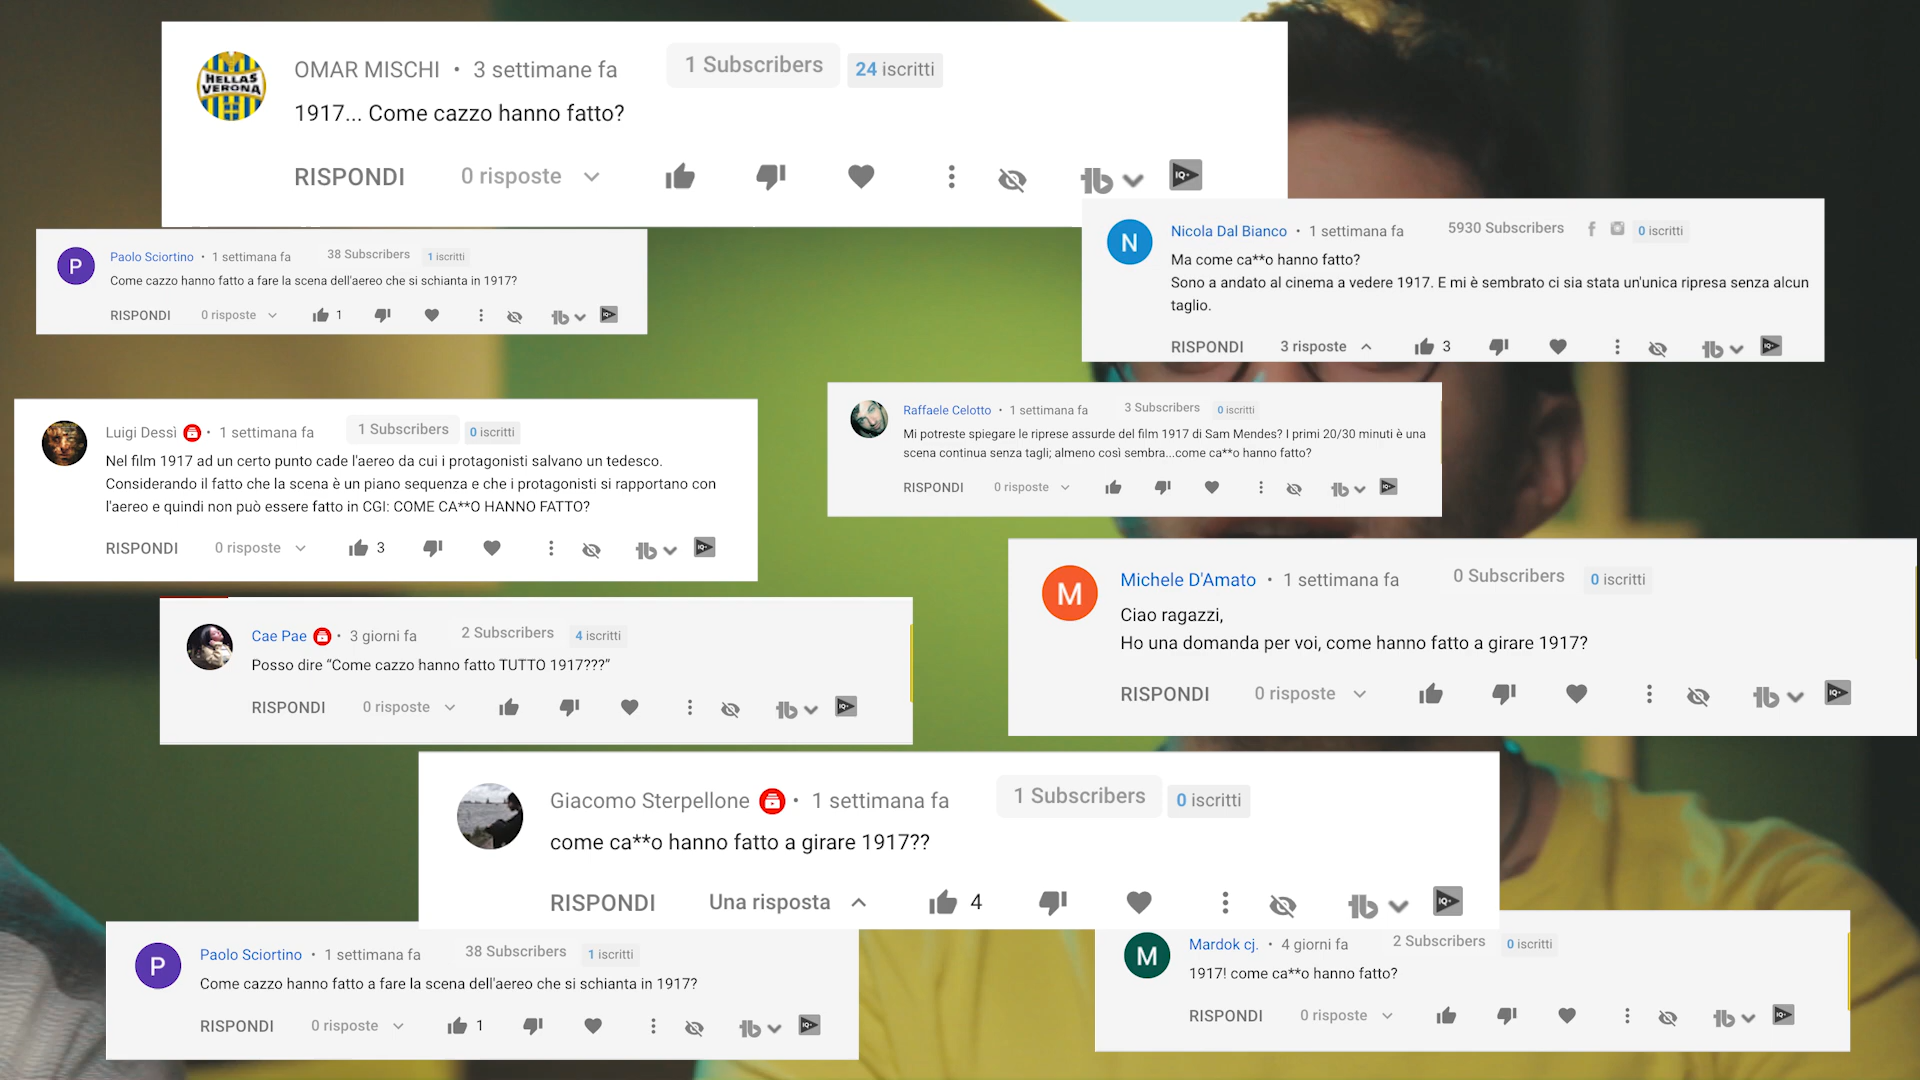 HELLAS
VERONA
OMAR MISCHI • 3 settimane fa 1 Subscribers 24 iscritti
1917... Come cazzo hanno fatto?
RISPONDI 0 risposte
IQ+
Paolo Sciortino • 1 settimana fa 38 Subscribers 1 iscritti
Come cazzo hanno fatto a fare la scena dell'aereo che si schianta in 1917?
RISPONDI 0 risposte 1
IQ+
N
Nicola Dal Bianco • 1 settimana fa 5930 Subscribers 0 iscritti
Ma come ca**o hanno fatto?
Sono a andato al cinema a vedere 1917. E mi è sembrato ci sia stata un'unica ripresa senza alcun
taglio.
RISPONDI 3 risposte 3
IQ+
P
Luigi Dessì • 1 settimana fa 1 Subscribers 0 iscritti
Nel film 1917 ad un certo punto cade l'aereo da cui i protagonisti salvano un tedesco.
Considerando il fatto che la scena è un piano sequenza e che i protagonisti si rapportano con
l'aereo e quindi non può essere fatto in CGI: COME CA**O HANNO FATTO?
RISPONDI 0 risposte 3
IQ+
Raffaele Celotto • 1 settimana fa 3 Subscribers 0 iscritti
Mi potreste spiegare le riprese assurde del film 1917 di Sam Mendes? I primi 20/30 minuti è una
scena continua senza tagli; almeno così sembra...come ca**o hanno fatto?
RISPONDI 0 risposte
IQ+
Cae Pae • 3 giorni fa 2 Subscribers 4 iscritti
Posso dire “Come cazzo hanno fatto TUTTO 1917???”
RISPONDI 0 risposte
IQ+
M
Michele D'Amato • 1 settimana fa 0 Subscribers 0 iscritti
Ciao ragazzi,
Ho una domanda per voi, come hanno fatto a girare 1917?
RISPONDI 0 risposte
IQ+
Giacomo Sterpellone • 1 settimana fa 1 Subscribers 0 iscritti
come ca**o hanno fatto a girare 1917??
RISPONDI Una risposta 4
IQ+
P
Paolo Sciortino • 1 settimana fa 38 Subscribers 1 iscritti
Come cazzo hanno fatto a fare la scena dell'aereo che si schianta in 1917?
RISPONDI 0 risposte 1
IQ+
M
Mardok cj. • 4 giorni fa 2 Subscribers 0 iscritti
1917! come ca**o hanno fatto?
RISPONDI 0 risposte
IQ+